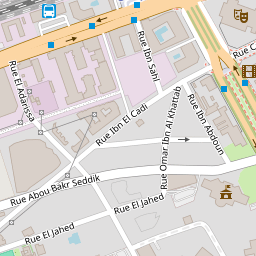 Rue Ibn Sahl
Rue C
Rue El Adarissa
Rue Ibn El Cadi
Rue Omar Ibn Al Khattab
Rue Ibn Abdoun
Rue Abou Bakr Seddik
Rue El Jahed
Rue El Jahed